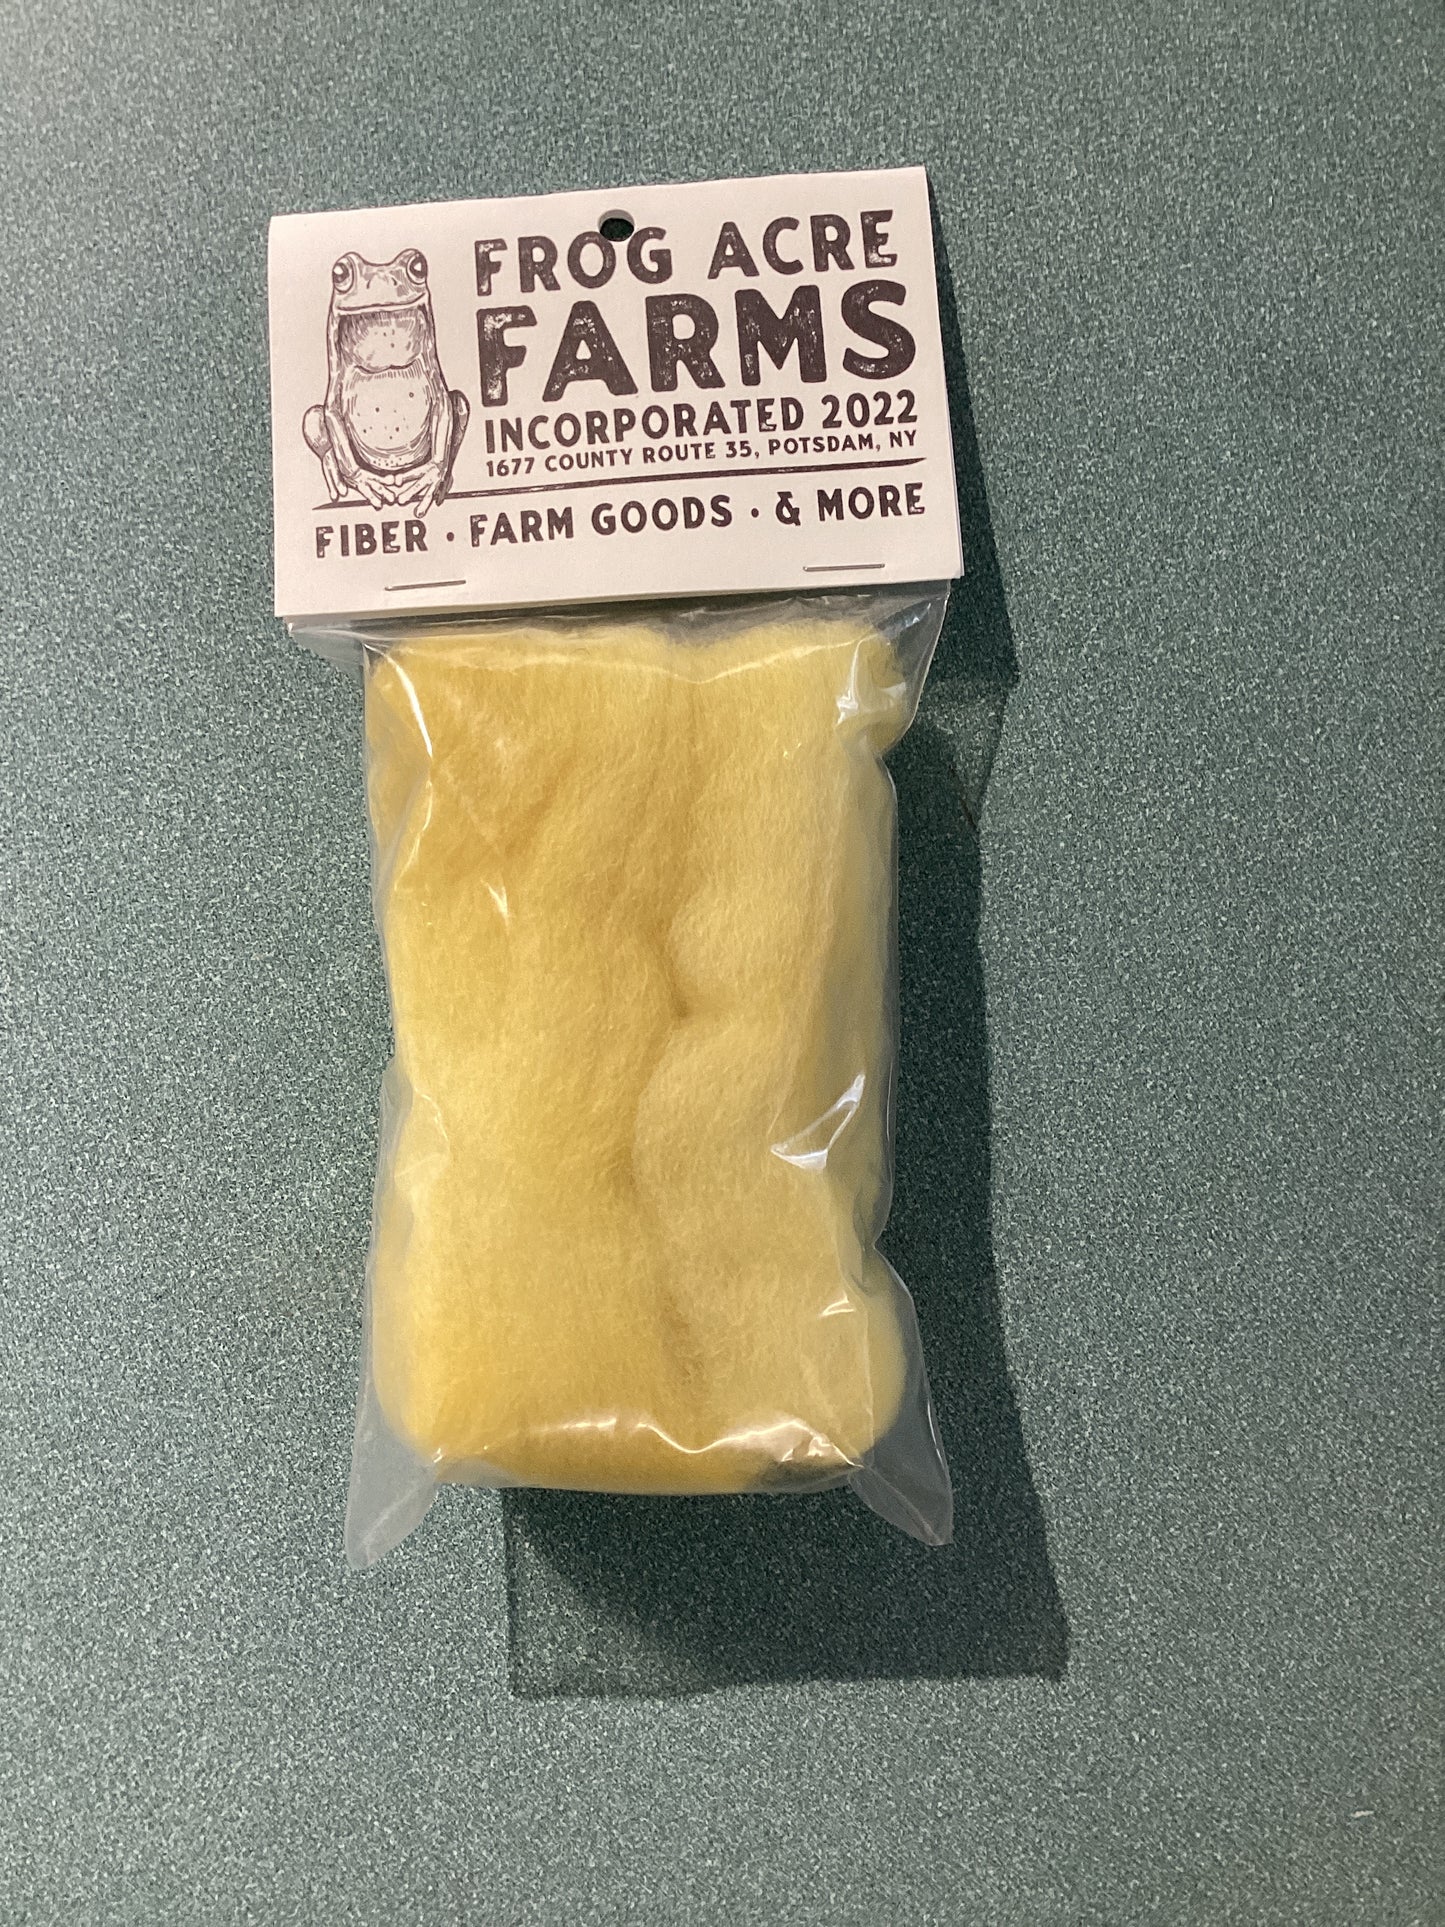 FROG ACRE
FARMS
INCORPORATED 2022
1677 COUNTY ROUTE 35, POTSDAM, NY
FIBER · FARM GOODS · & MORE